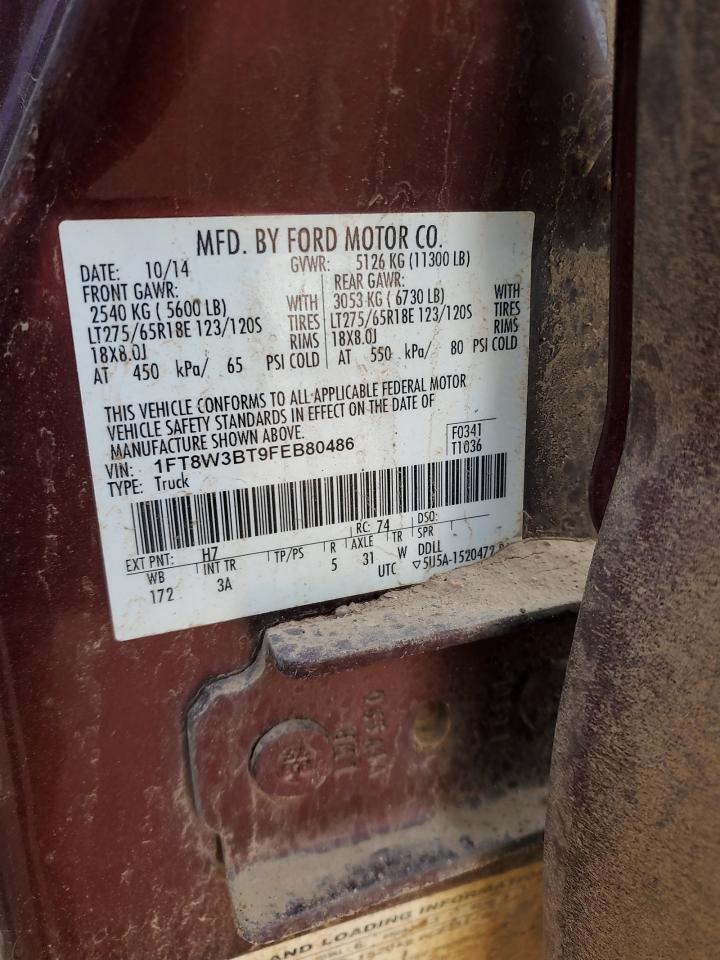 MFD. BY FORD MOTOR CO.
DATE: 10/14 GVWR: 5126 KG (11300 LB)
FRONT GAWR: REAR GAWR:
2540 KG ( 5600 LB) WITH 3053 KG ( 6730 LB) WITH
LT275/65R18E 123/120S TIRES LT275/65R18E 123/120S TIRES
18X8.0J RIMS 18X8.0J RIMS
AT 450 kPa/ 65 PSI COLD AT 550 kPa/ 80 PSI COLD
THIS VEHICLE CONFORMS TO ALL APPLICABLE FEDERAL MOTOR
VEHICLE SAFETY STANDARDS IN EFFECT ON THE DATE OF
MANUFACTURE SHOWN ABOVE.
F0341
VIN: 1FT8W3BT9FEB80486 T1036
TYPE: Truck
EXT PNT: H7 RC: 74 DSO:
WB INT TR TP/PS R AXLE TR SPR
172 3A 5 31 W DDLL
UTC ▽5U5A-1520472
AND LOADING INFORMATION